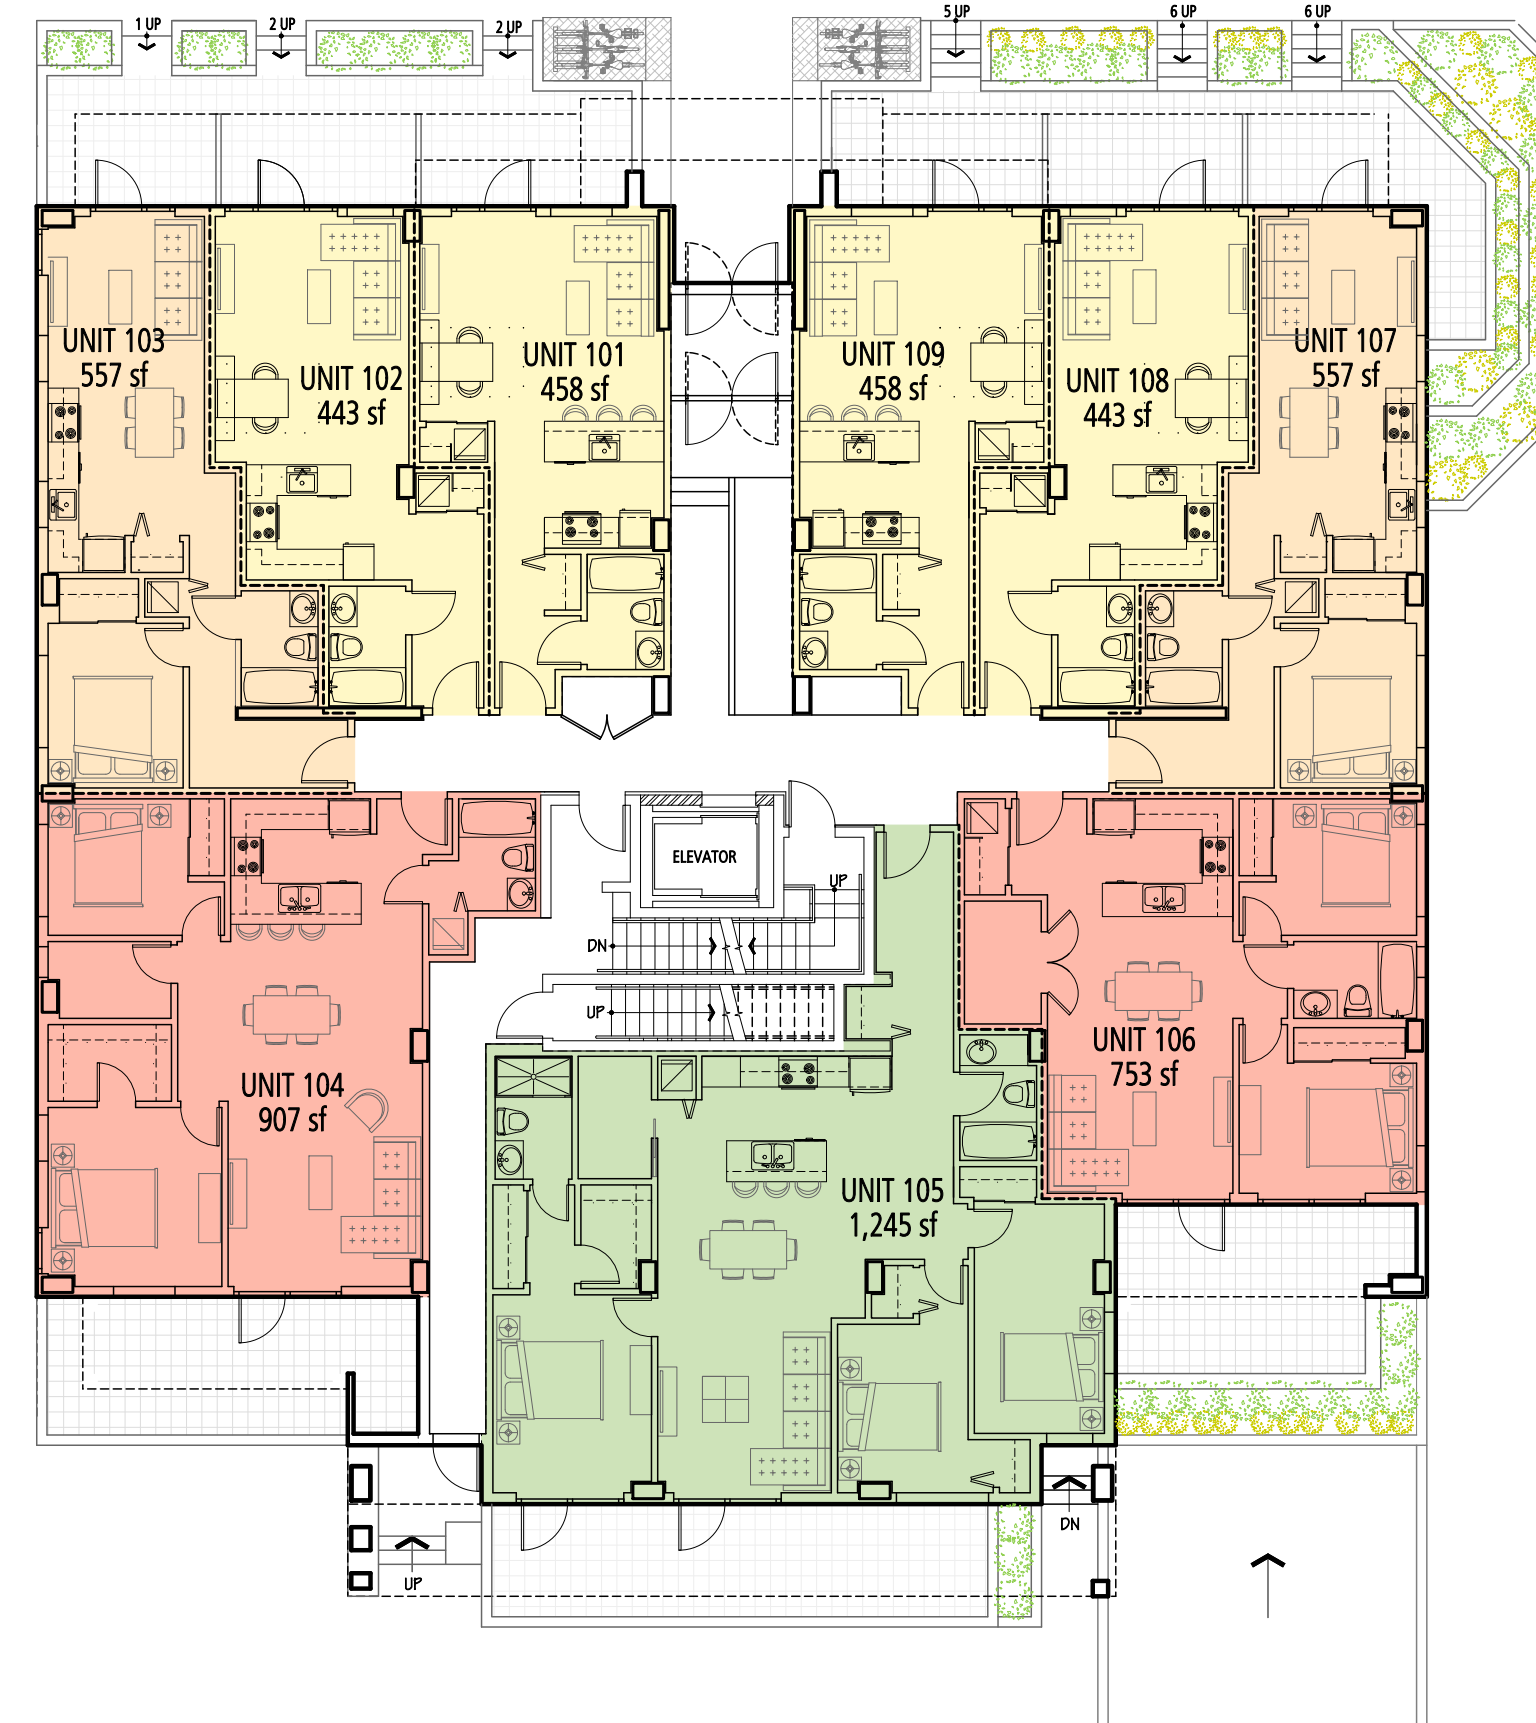 1 UP
2 UP
2 UP
5 UP
6 UP
6 UP
UNIT 103
557 sf
UNIT 102
443 sf
UNIT 101
458 sf
UNIT 109
458 sf
UNIT 108
443 sf
UNIT 107
557 sf
ELEVATOR
UP
DN
UP
UNIT 104
907 sf
UNIT 106
753 sf
UNIT 105
1,245 sf
DN
UP